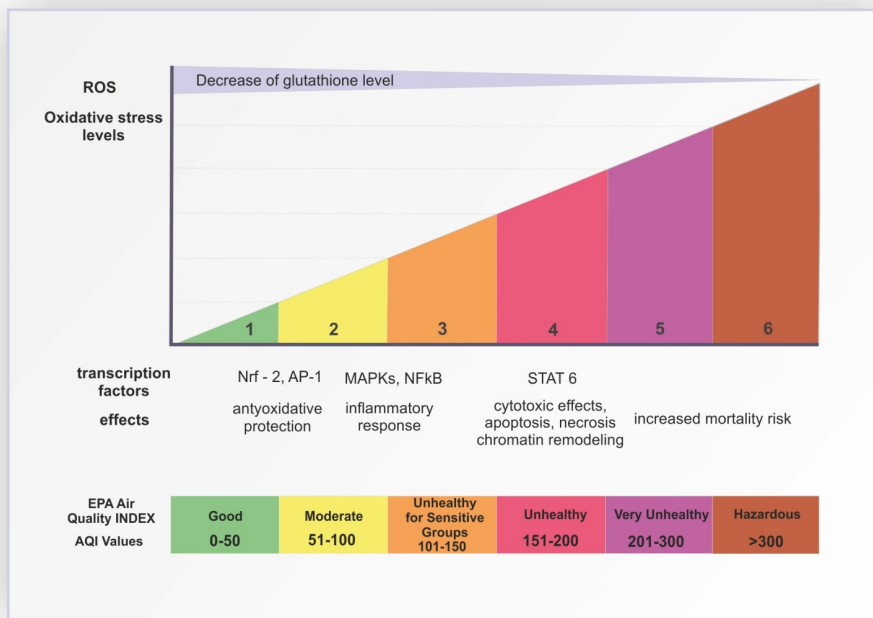 Decrease of glutathione level
ROS
Oxidative stress
levels
1
2
3
4
5
6
transcription
factors
Nrf - 2, AP-1
MAPKs, NFkB
STAT 6
effects
antyoxidative
protection
inflammatory
response
cytotoxic effects,
apoptosis, necrosis
chromatin remodeling
increased mortality risk
EPA Air
Quality INDEX
AQI Values
Good
0-50
Moderate
51-100
Unhealthy
for Sensitive
Groups
101-150
Unhealthy
151-200
Very Unhealthy
201-300
Hazardous
>300